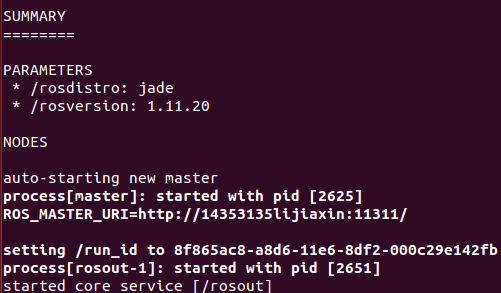 SUMMARY
========
PARAMETERS
* /rosdistro: jade
* /rosversion: 1.11.20
NODES
auto-starting new master
process[master]: started with pid [2625]
ROS_MASTER_URI=http://14353135lijiaxin:11311/
setting /run_id to 8f865ac8-a8d6-11e6-8df2-000c29e142fb
process[rosout-1]: started with pid [2651]
started core service [/rosout]